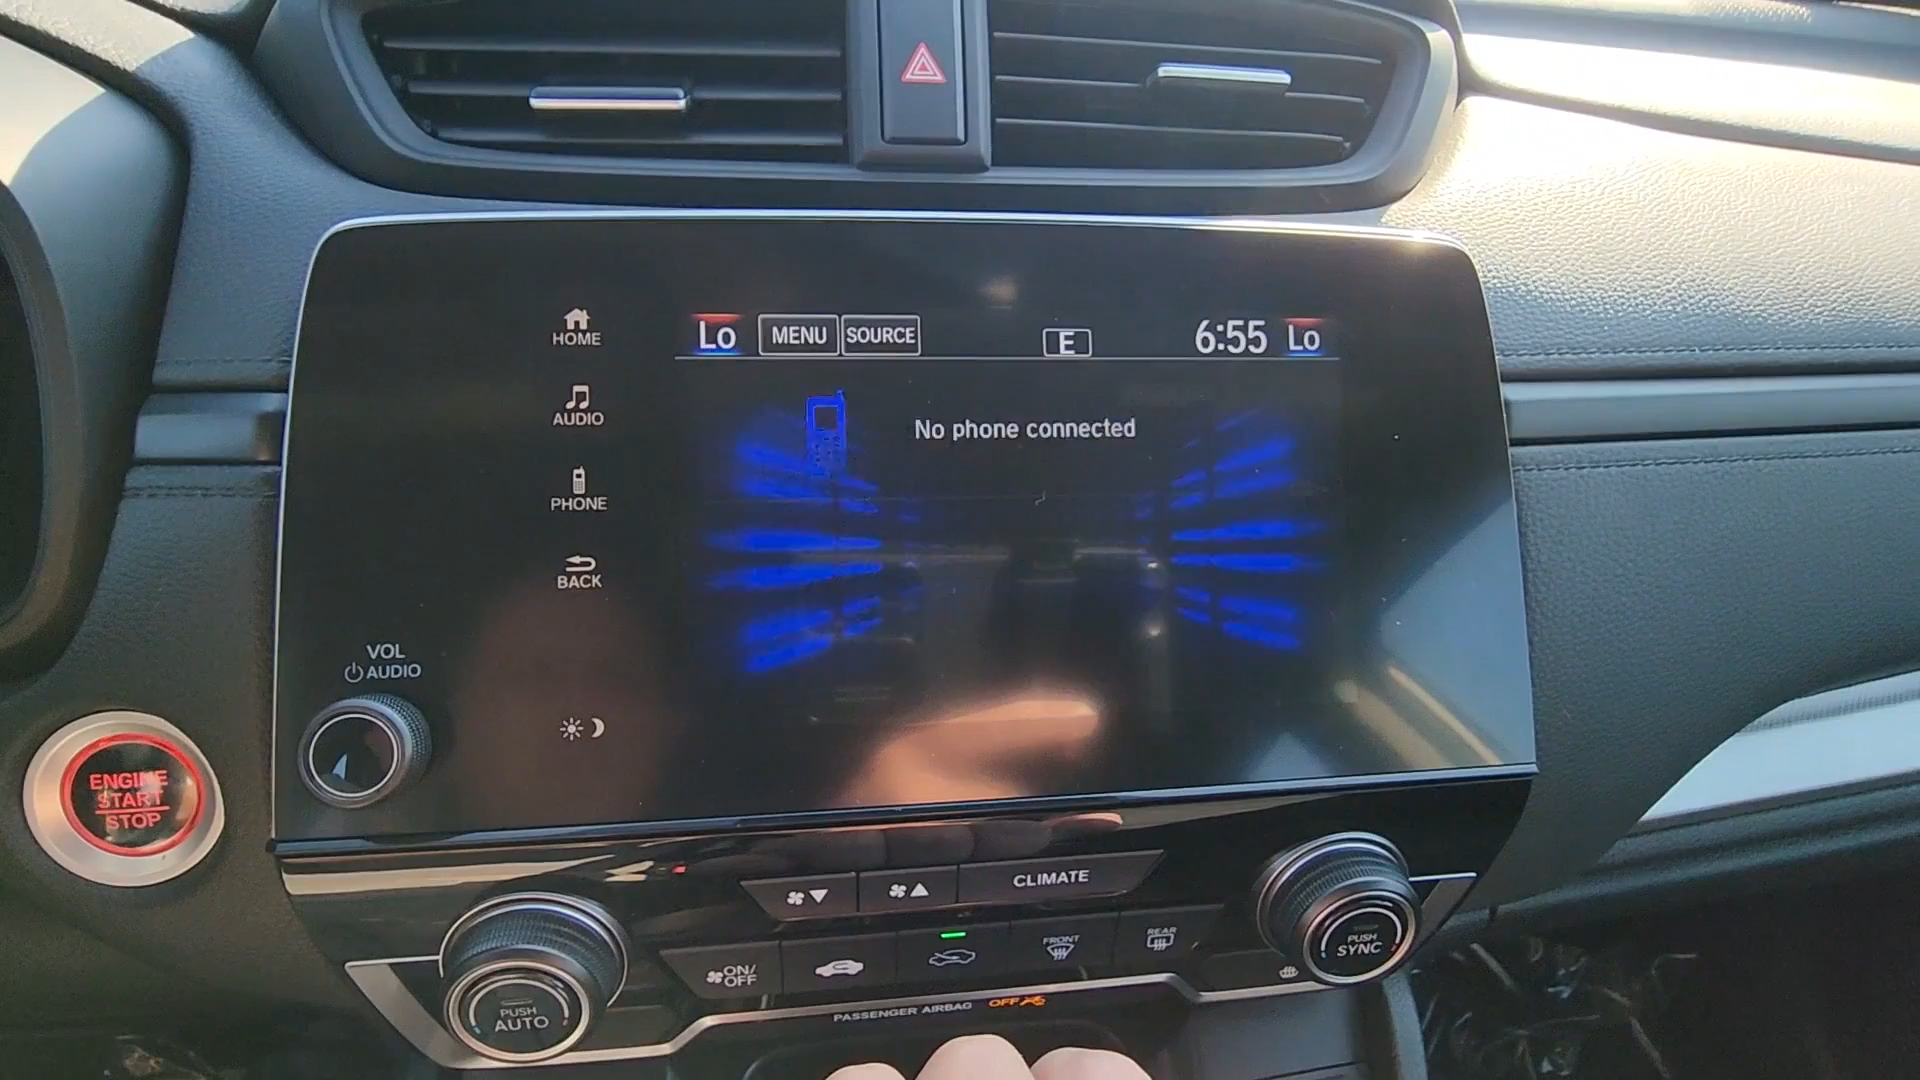 HOME
AUDIO
PHONE
BACK
VOL
AUDIO
Lo MENU SOURCE E 6:55 Lo
No phone connected
ENGINE
START
STOP
CLIMATE
ON/
OFF
FRONT
REAR
PUSH
AUTO
PUSH
SYNC
PASSENGER AIRBAG OFF